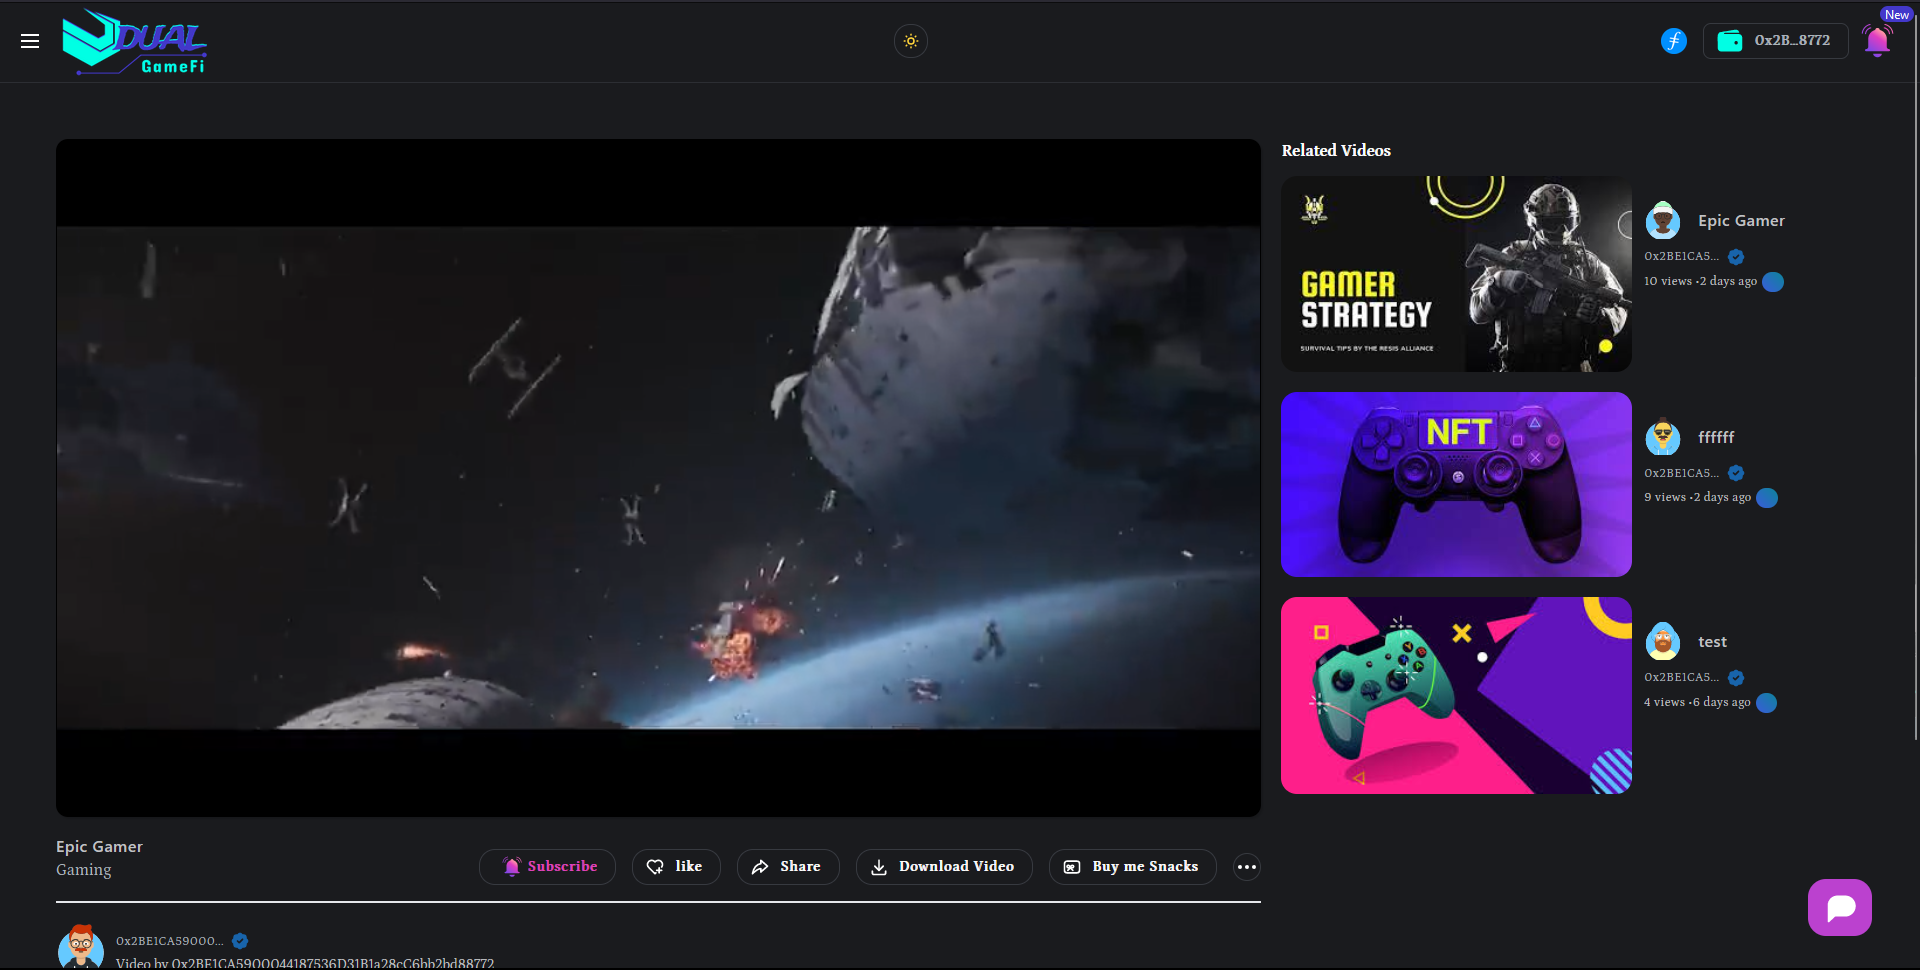 DUAL
GameFi
0x2B...8772
New
Related Videos
GAMER
STRATEGY
SURVIVAL TIPS BY THE RESIS ALLIANCE
Epic Gamer
0x2BE1CA5...
10 views •2 days ago
NFT
ffffff
0x2BE1CA5...
9 views •2 days ago
test
0x2BE1CA5...
4 views •6 days ago
Epic Gamer
Gaming
Subscribe
like
Share
Download Video
Buy me Snacks
0x2BE1CA59000...
Video by 0x2BE1CA5900044187536D31B1a28cC6bb2bd88772